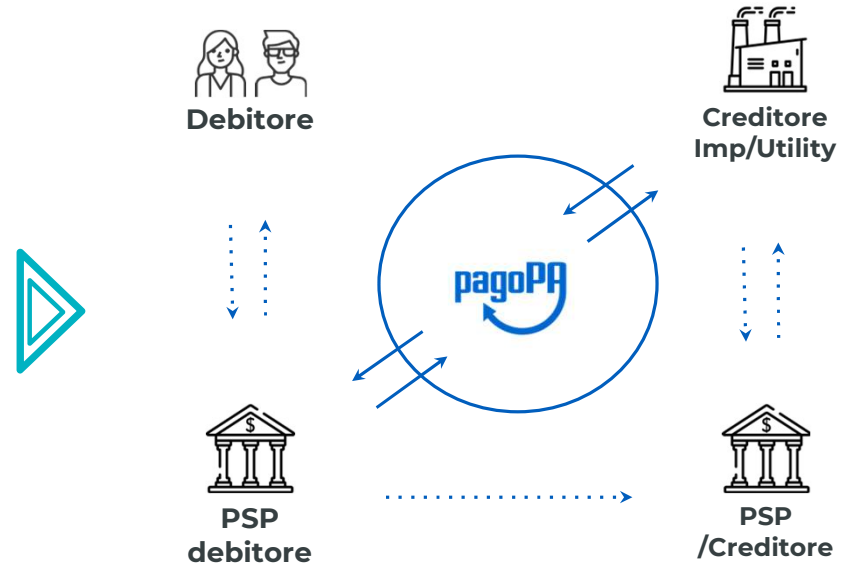 Debitore
Creditore
Imp/Utility
pagoPA
$
$
PSP
debitore
PSP
/Creditore